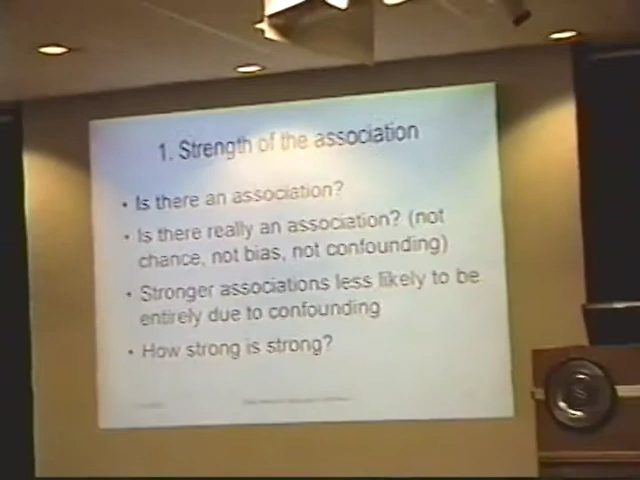 1. Strength of the association
• Is there an association?
• Is there really an association? (not
chance, not bias, not confounding)
• Stronger associations less likely to be
entirely due to confounding
• How strong is strong?